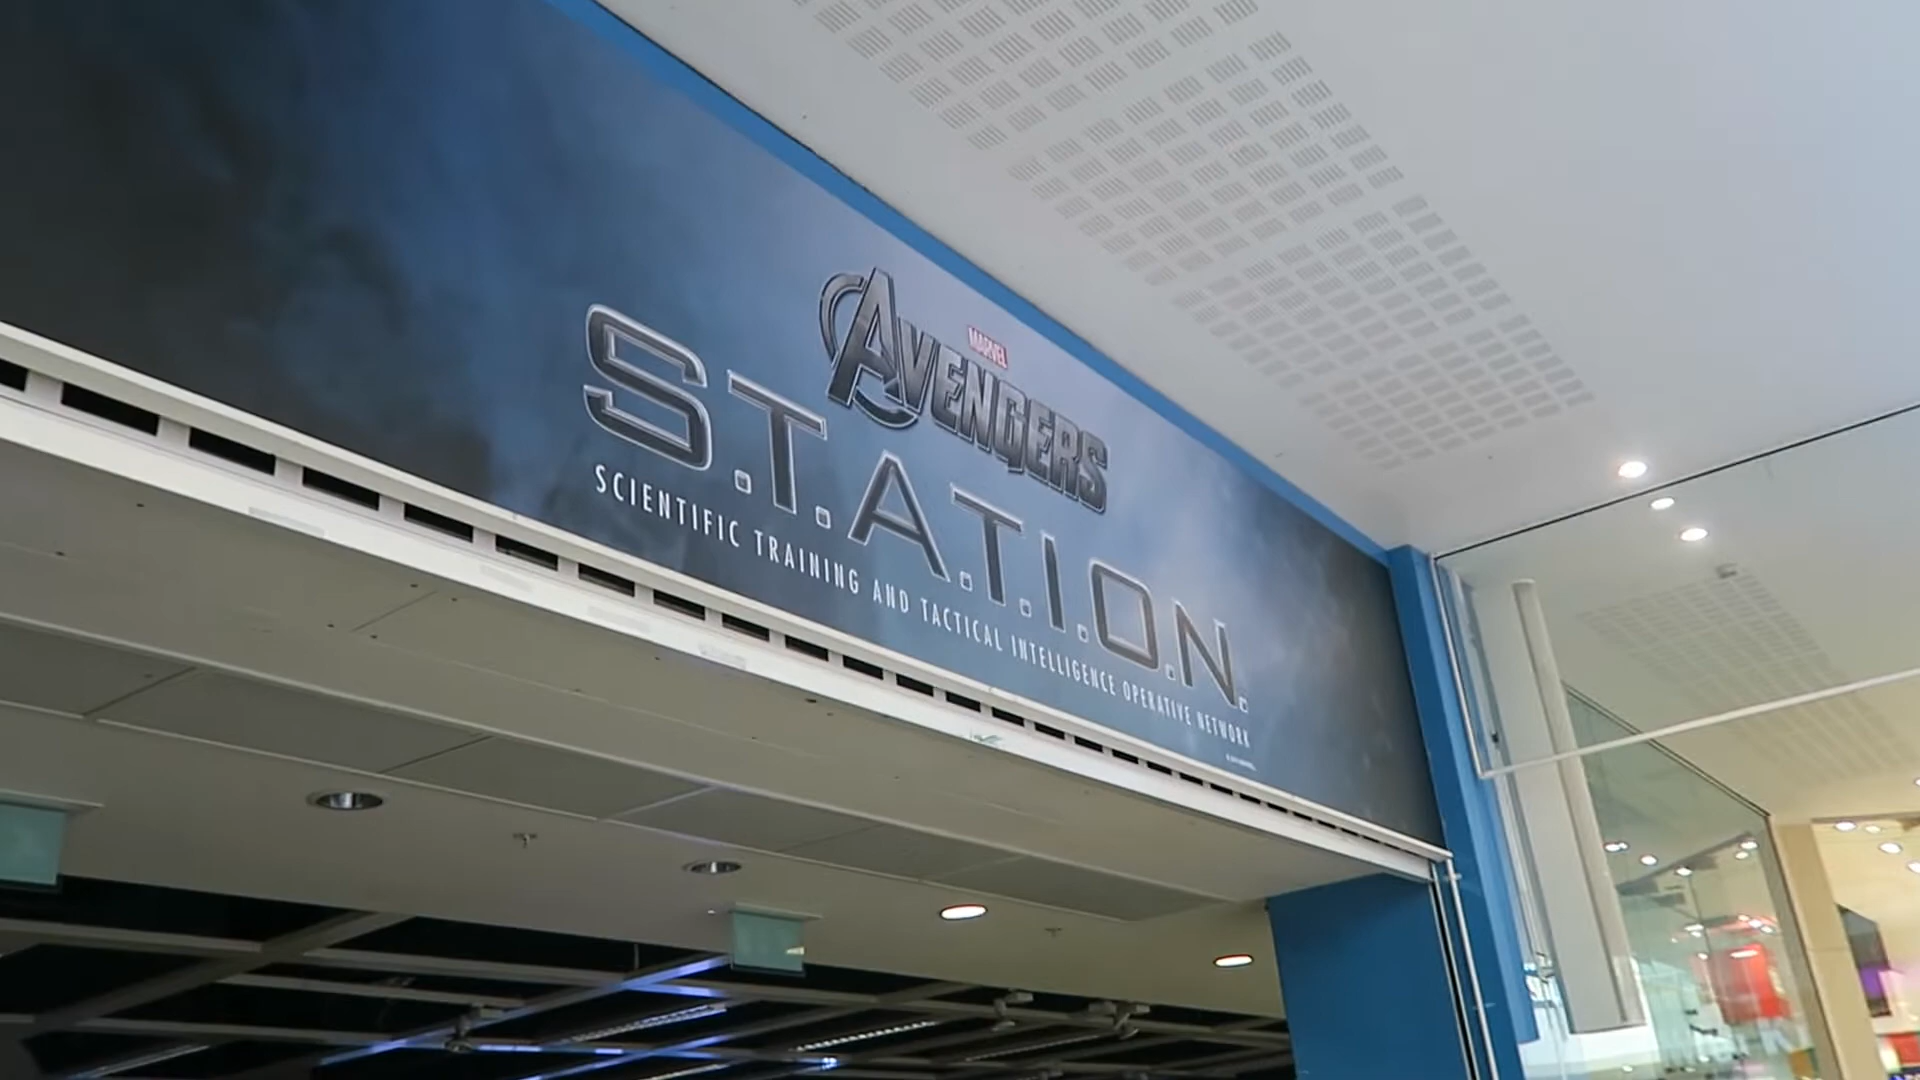 MARVEL
AVENGERS
S.T.A.T.I.O.N.
SCIENTIFIC TRAINING AND TACTICAL INTELLIGENCE OPERATIVE NETWORK